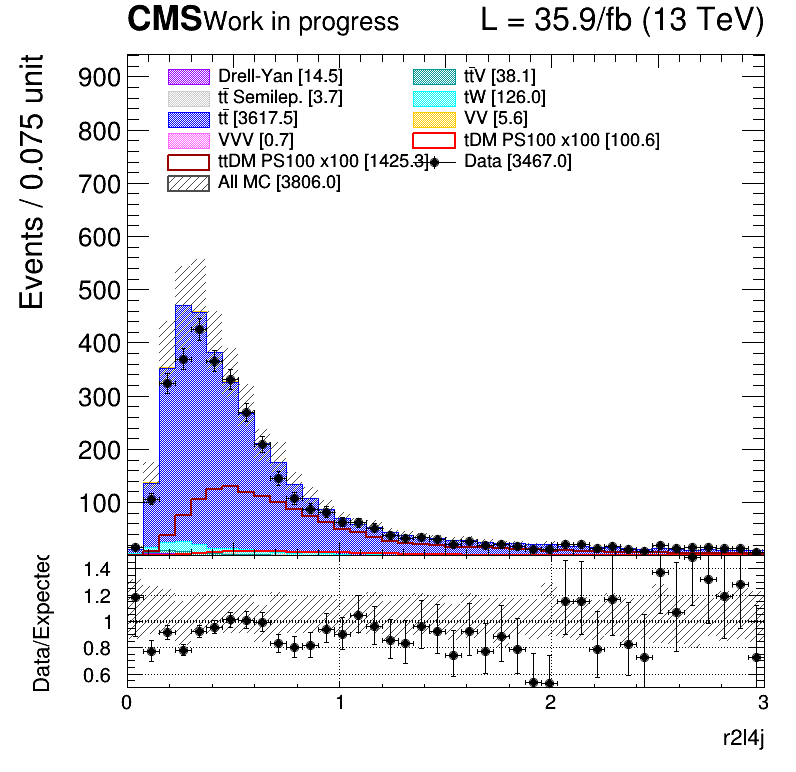 CMS Work in progress L = 35.9/fb (13 TeV)
Events / 0.075 unit
900
800
700
600
500
400
300
200
100
Drell-Yan [14.5] tt̄V [38.1]
tt̄ Semilep. [3.7] tW [126.0]
tt̄ [3617.5] VV [5.6]
VVV [0.7] tDM PS100 x100 [100.6]
ttDM PS100 x100 [1425.3] Data [3467.0]
All MC [3806.0]
Data/Expected
1.4
1.2
1
0.8
0.6
0 1 2 3
r2l4j